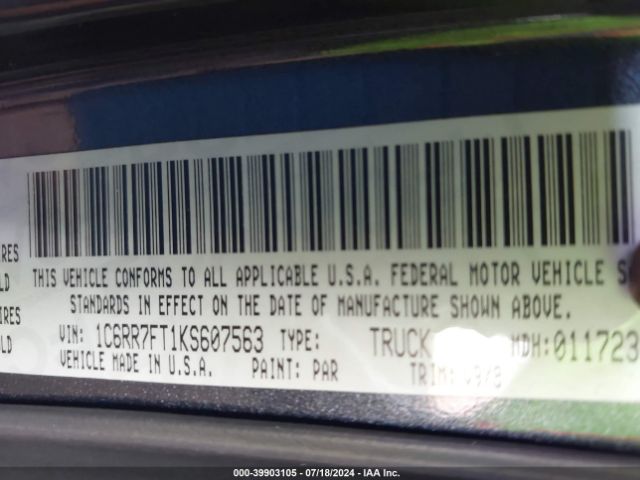 IRES
THIS VEHICLE CONFORMS TO ALL APPLICABLE U.S.A. FEDERAL MOTOR VEHICLE S
LD
STANDARDS IN EFFECT ON THE DATE OF MANUFACTURE SHOWN ABOVE.
IRES
VIN: 1C6RR7FT1KS607563 TYPE: TRUCK MDH:011723
LD
VEHICLE MADE IN U.S.A. PAINT: PAR TRIM:
000-39903105 - 07/18/2024 - IAA Inc.